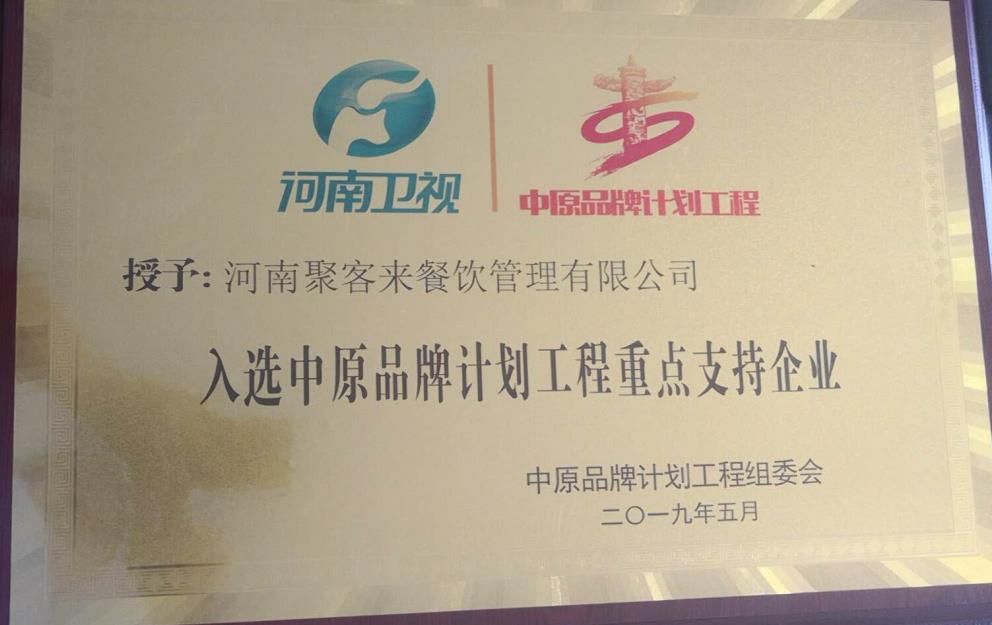 河南卫视
中原品牌计划工程
授予:河南聚客来餐饮管理有限公司
入选中原品牌计划工程重点支持企业
中原品牌计划工程组委会
二〇一九年五月